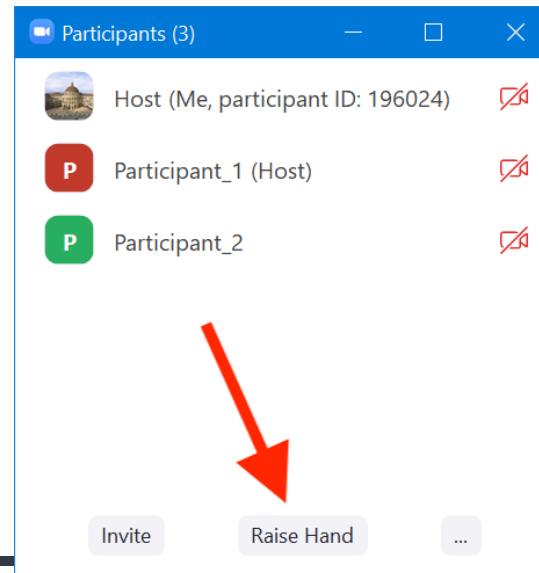 Participants (3)
Host (Me, participant ID: 196024)
P Participant_1 (Host)
P Participant_2
Invite Raise Hand ...